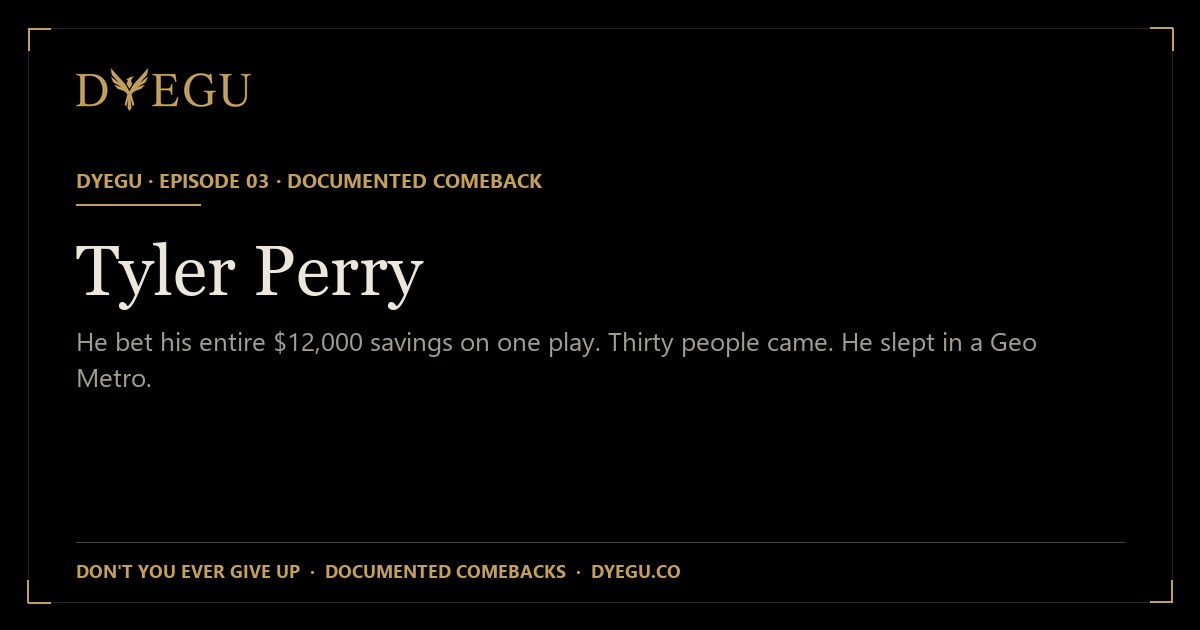 DYEGU
DYEGU · EPISODE 03 · DOCUMENTED COMEBACK
Tyler Perry
He bet his entire $12,000 savings on one play. Thirty people came. He slept in a Geo
Metro.
DON'T YOU EVER GIVE UP · DOCUMENTED COMEBACKS · DYEGU.CO